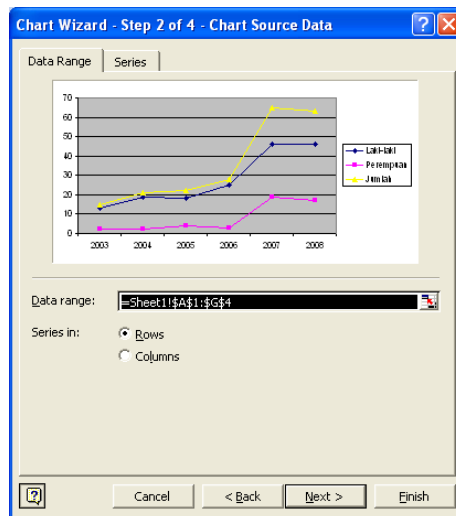 Chart Wizard - Step 2 of 4 - Chart Source Data
Data Range Series
70
60
50
40
30
20
10
0
2003 2004 2005 2006 2007 2008
Laki-laki
Perempuan
Jumlah
Data range: =Sheet1!$A$1:$G$4
Series in: Rows
Columns
Cancel < Back Next > Finish